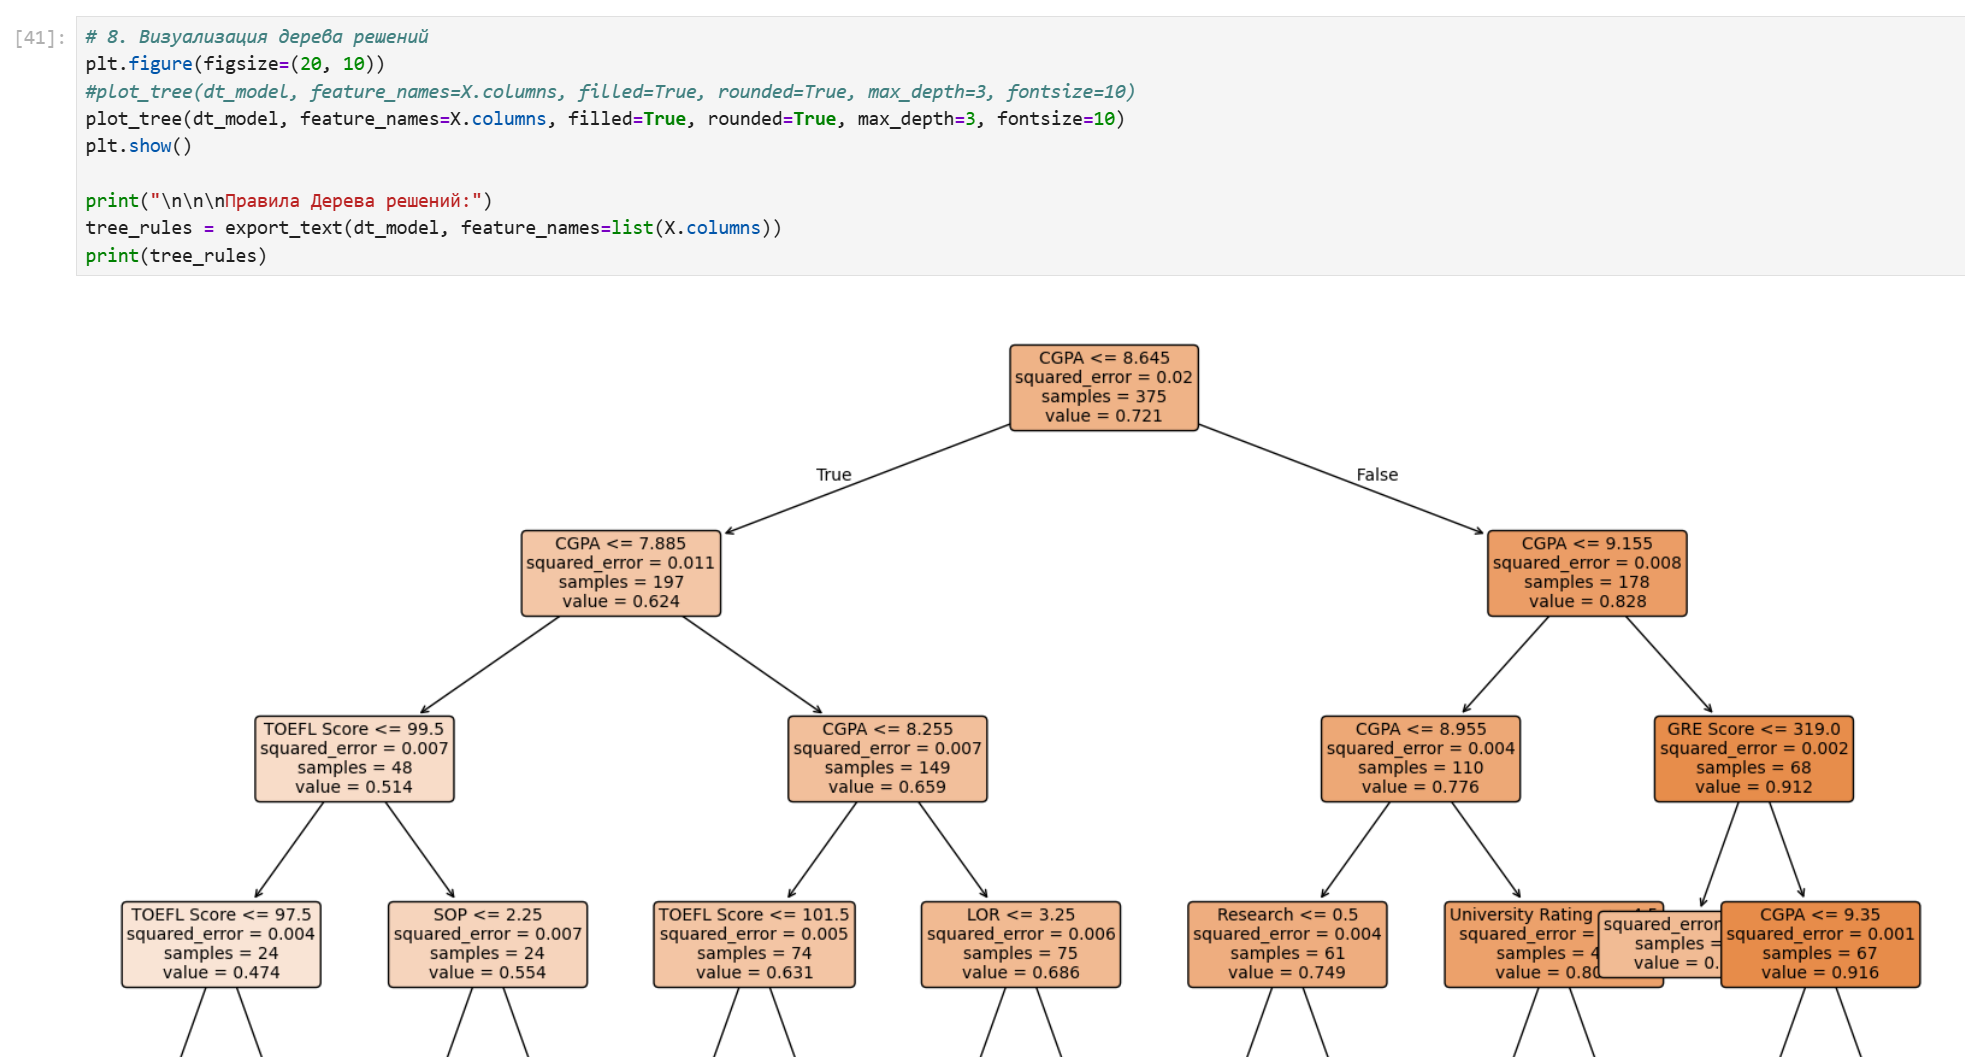 [41]:
# 8. Визуализация дерева решений
plt.figure(figsize=(20, 10))
#plot_tree(dt_model, feature_names=X.columns, filled=True, rounded=True, max_depth=3, fontsize=10)
plot_tree(dt_model, feature_names=X.columns, filled=True, rounded=True, max_depth=3, fontsize=10)
plt.show()
print("\n\n\nПравила Дерева решений:")
tree_rules = export_text(dt_model, feature_names=list(X.columns))
print(tree_rules)
CGPA <= 8.645
squared_error = 0.02
samples = 375
value = 0.721
True
False
CGPA <= 7.885
squared_error = 0.011
samples = 197
value = 0.624
CGPA <= 9.155
squared_error = 0.008
samples = 178
value = 0.828
TOEFL Score <= 99.5
squared_error = 0.007
samples = 48
value = 0.514
CGPA <= 8.255
squared_error = 0.007
samples = 149
value = 0.659
CGPA <= 8.955
squared_error = 0.004
samples = 110
value = 0.776
GRE Score <= 319.0
squared_error = 0.002
samples = 68
value = 0.912
TOEFL Score <= 97.5
squared_error = 0.004
samples = 24
value = 0.474
SOP <= 2.25
squared_error = 0.007
samples = 24
value = 0.554
TOEFL Score <= 101.5
squared_error = 0.005
samples = 74
value = 0.631
LOR <= 3.25
squared_error = 0.006
samples = 75
value = 0.686
Research <= 0.5
squared_error = 0.004
samples = 61
value = 0.749
University Rating
squared_error =
samples =
value =
squared_error
samples =
value =
CGPA <= 9.35
squared_error = 0.001
samples = 67
value = 0.916